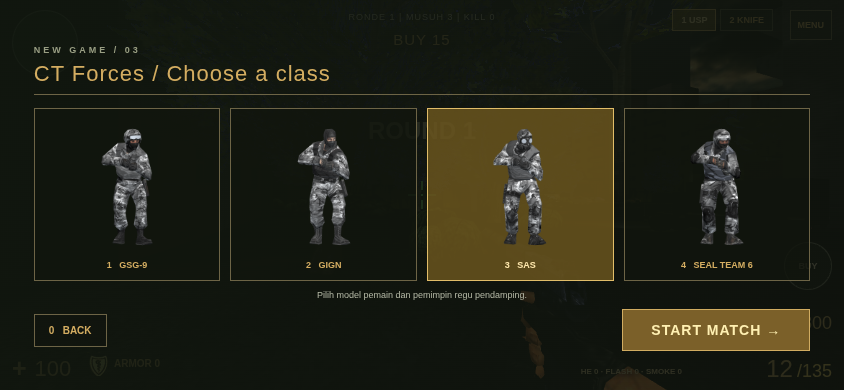 RONDE 1 | MUSUH 3 | KILL 0
1 USP
2 KNIFE
MENU
BUY 15
NEW GAME / 03
CT Forces / Choose a class
ROUND 1
1 GSG-9
2 GIGN
3 SAS
4 SEAL TEAM 6
Pilih model pemain dan pemimpin regu pendamping.
0 BACK
START MATCH →
+ 100
ARMOR 0
HE 0 · FLASH 0 · SMOKE 0
12 /135